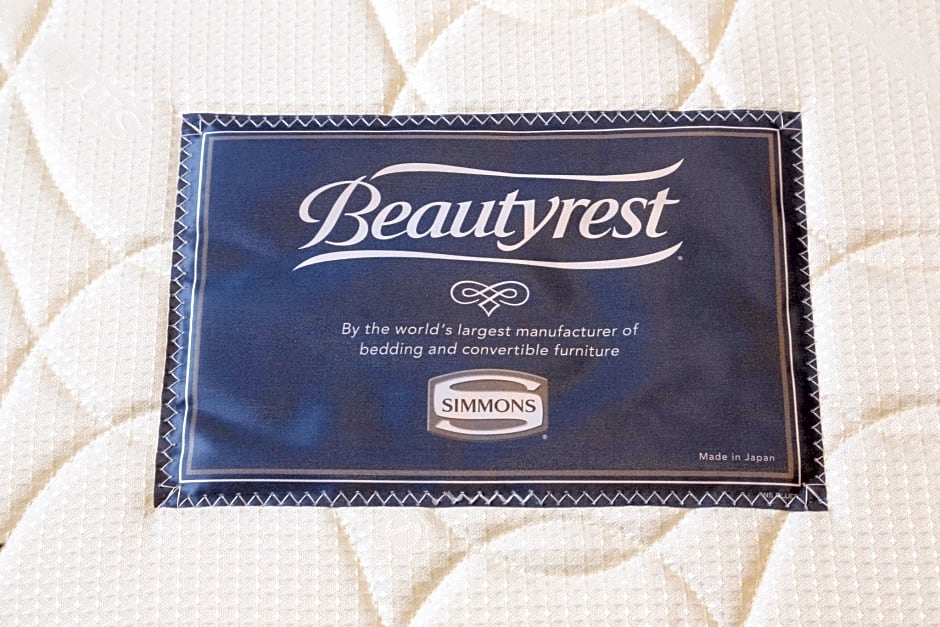 Beautyrest
By the world's largest manufacturer of
bedding and convertible furniture
SIMMONS
Made in Japan